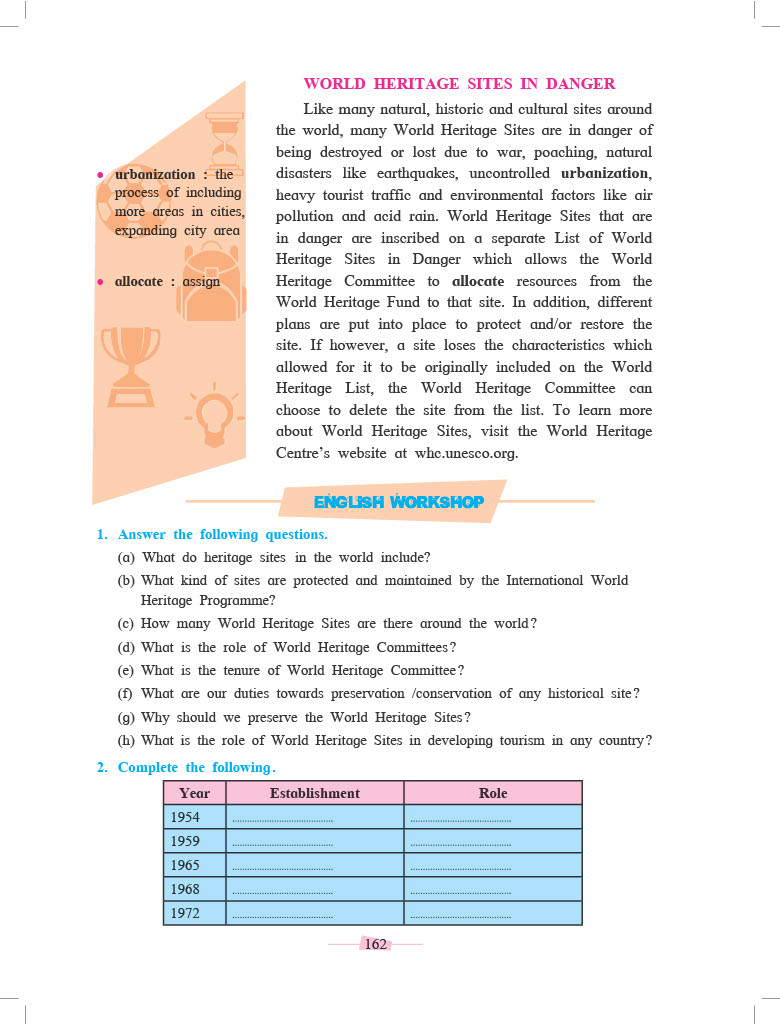 WORLD HERITAGE SITES IN DANGER
Like many natural, historic and cultural sites around
the world, many World Heritage Sites are in danger of
being destroyed or lost due to war, poaching, natural
disasters like earthquakes, uncontrolled urbanization,
heavy tourist traffic and environmental factors like air
pollution and acid rain. World Heritage Sites that are
in danger are inscribed on a separate List of World
Heritage Sites in Danger which allows the World
Heritage Committee to allocate resources from the
World Heritage Fund to that site. In addition, different
plans are put into place to protect and/or restore the
site. If however, a site loses the characteristics which
allowed for it to be originally included on the World
Heritage List, the World Heritage Committee can
choose to delete the site from the list. To learn more
about World Heritage Sites, visit the World Heritage
Centre's website at whc.unesco.org.
• urbanization : the
process of including
more areas in cities,
expanding city area
• allocate : assign
ENGLISH WORKSHOP
1. Answer the following questions.
(a) What do heritage sites in the world include?
(b) What kind of sites are protected and maintained by the International World
Heritage Programme?
(c) How many World Heritage Sites are there around the world?
(d) What is the role of World Heritage Committees?
(e) What is the tenure of World Heritage Committee?
(f) What are our duties towards preservation /conservation of any historical site?
(g) Why should we preserve the World Heritage Sites?
(h) What is the role of World Heritage Sites in developing tourism in any country?
2. Complete the following.
Year Establishment Role
1954 ........................................ ........................................
1959 ........................................ ........................................
1965 ........................................ ........................................
1968 ........................................ ........................................
1972 ........................................ ........................................
162